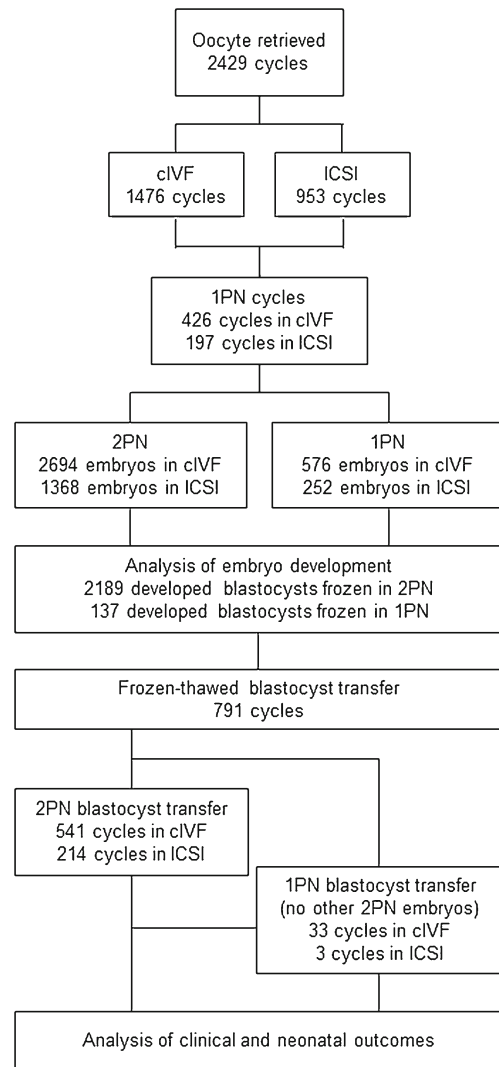 Oocyte retrieved
2429 cycles
cIVF
1476 cycles
ICSI
953 cycles
1PN cycles
426 cycles in cIVF
197 cycles in ICSI
2PN
2694 embryos in cIVF
1368 embryos in ICSI
1PN
576 embryos in cIVF
252 embryos in ICSI
Analysis of embryo development
2189 developed blastocysts frozen in 2PN
137 developed blastocysts frozen in 1PN
Frozen-thawed blastocyst transfer
791 cycles
2PN blastocyst transfer
541 cycles in cIVF
214 cycles in ICSI
1PN blastocyst transfer
(no other 2PN embryos)
33 cycles in cIVF
3 cycles in ICSI
Analysis of clinical and neonatal outcomes